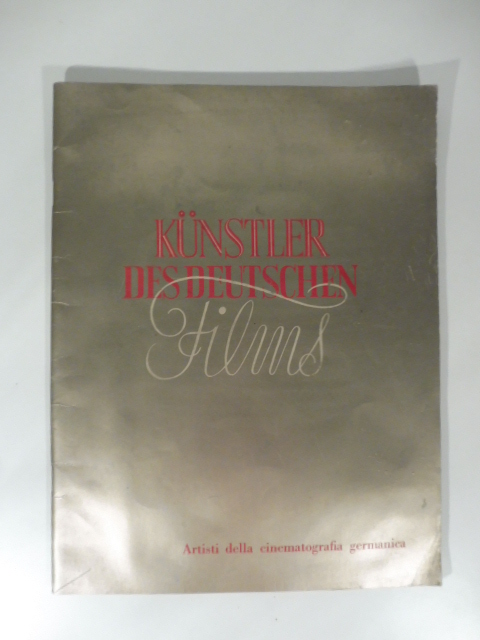 KÜNSTLER
DES DEUTSCHEN
Films
Artisti della cinematografia germanica